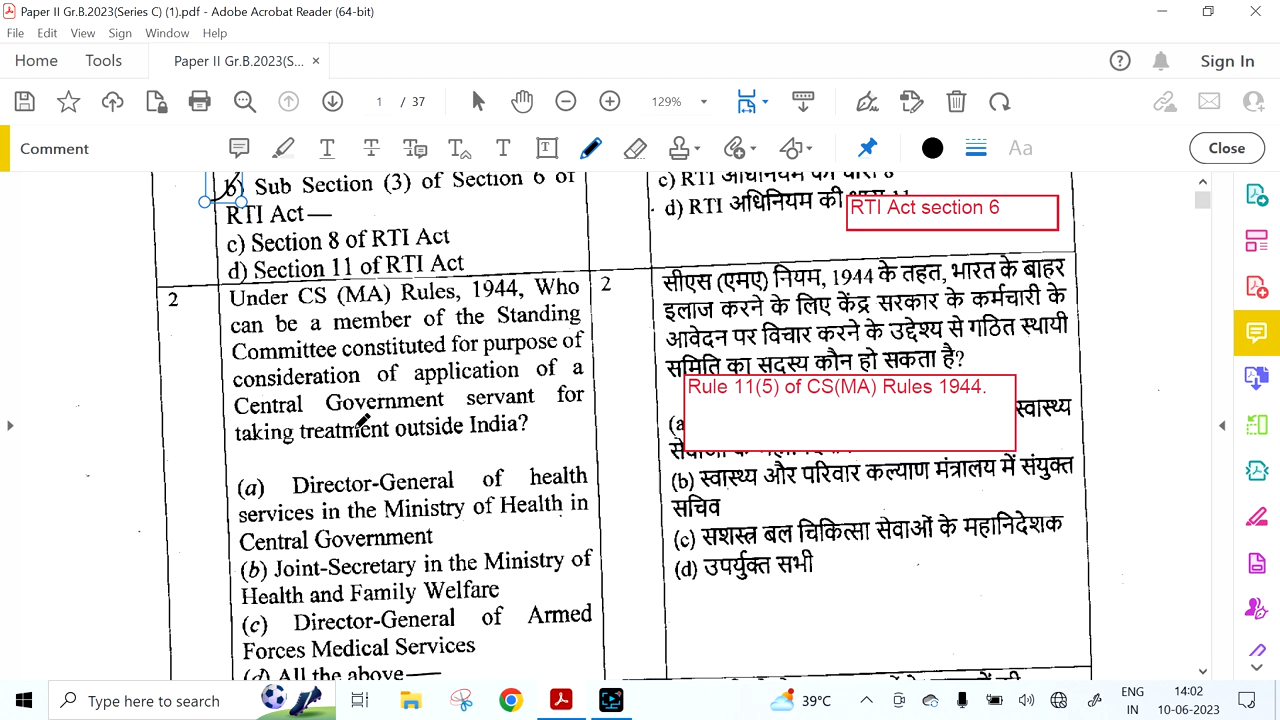 Paper II Gr.B.2023(Series C) (1).pdf - Adobe Acrobat Reader (64-bit)
File Edit View Sign Window Help
Home Tools Paper II Gr.B.2023(S... × Sign In
1 / 37 129%
Comment Aa Close
b) Sub Section (3) of Section 6 of
RTI Act—
c) Section 8 of RTI Act
d) Section 11 of RTI Act
c) RTI अधिनियम की धारा 8
d) RTI अधिनियम की
RTI Act section 6
2
Under CS (MA) Rules, 1944, Who
can be a member of the Standing
Committee constituted for purpose of
consideration of application of a
Central Government servant for
taking treatment outside India?
(a) Director-General of health
services in the Ministry of Health in
Central Government
(b) Joint-Secretary in the Ministry of
Health and Family Welfare
(c) Director-General of Armed
Forces Medical Services
(d) All the above—
2
सीएस (एमए) नियम, 1944 के तहत, भारत के बाहर
इलाज करने के लिए केंद्र सरकार के कर्मचारी के
आवेदन पर विचार करने के उद्देश्य से गठित स्थायी
समिति का सदस्य कौन हो सकता है?
Rule 11(5) of CS(MA) Rules 1944.
(a स्वास्थ्य
(b) स्वास्थ्य और परिवार कल्याण मंत्रालय में संयुक्त
सचिव
(c) सशस्त्र बल चिकित्सा सेवाओं के महानिदेशक
(d) उपर्युक्त सभी
Type here to search
39°C
ENG
IN
14:02
10-06-2023